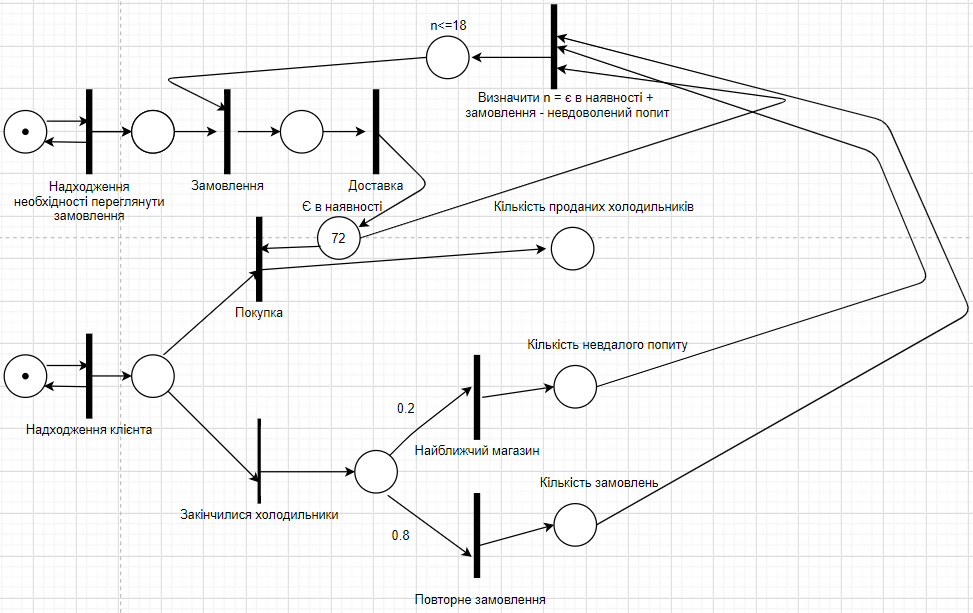 n<=18
Визначити n = є в наявності +
замовлення - невдоволений попит
Надходження
необхідності переглянути
замовлення
Замовлення
Доставка
Є в наявності
72
Кількість проданих холодильників
Покупка
Кількість невдалого попиту
0.2
Надходження клієнта
Найближчий магазин
Кількість замовлень
Закінчилися холодильники
0.8
Повторне замовлення